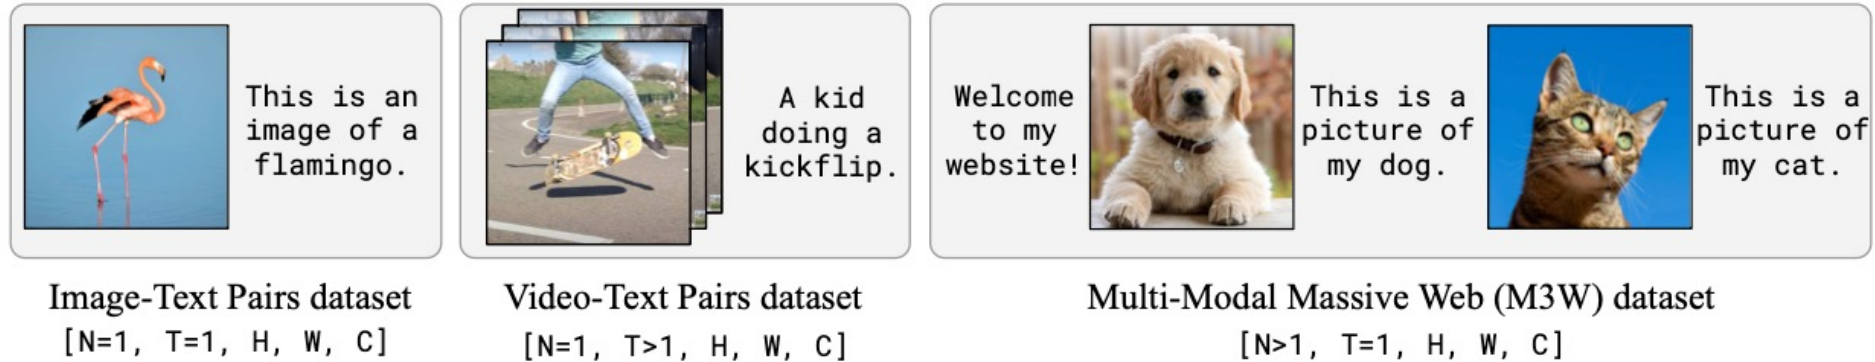 This is an
image of a
flamingo.
A kid
doing a
kickflip.
Welcome
to my
website!
This is a
picture of
my dog.
This is a
picture of
my cat.
Image-Text Pairs dataset
[N=1, T=1, H, W, C]
Video-Text Pairs dataset
[N=1, T>1, H, W, C]
Multi-Modal Massive Web (M3W) dataset
[N>1, T=1, H, W, C]